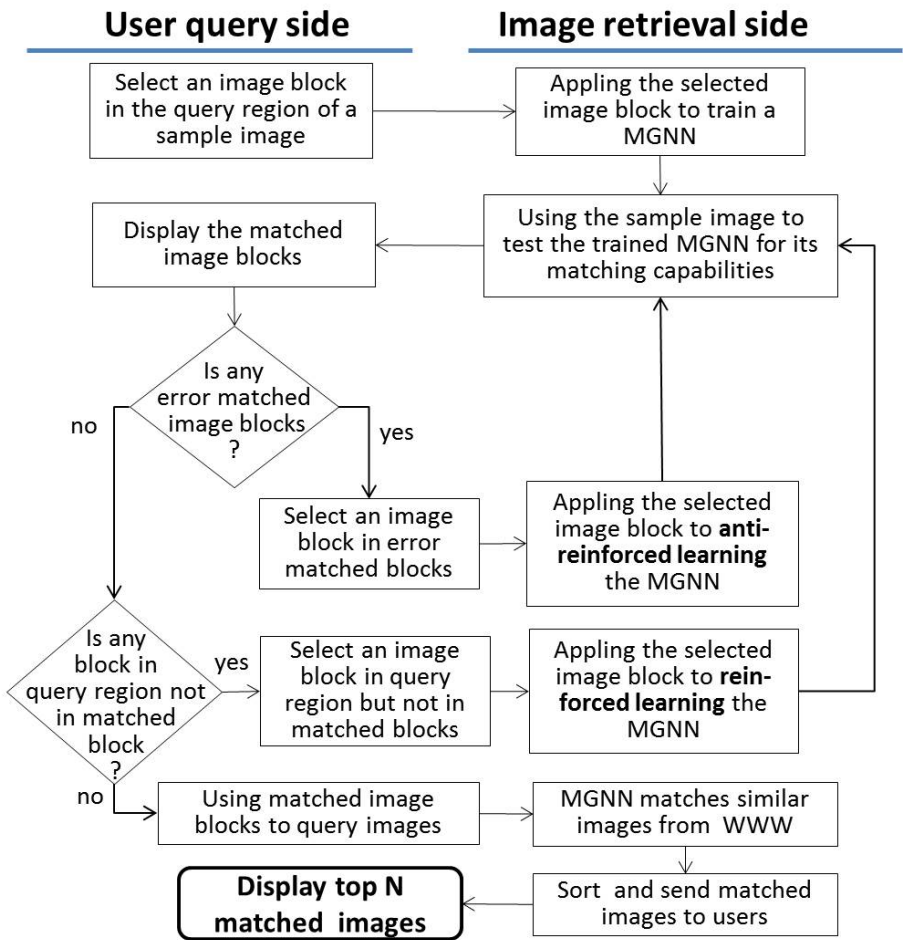 User query side
Image retrieval side
Select an image block
in the query region of a
sample image
Appling the selected
image block to train a
MGNN
Display the matched
image blocks
Using the sample image to
test the trained MGNN for its
matching capabilities
Is any
error matched
image blocks
?
no
yes
Select an image
block in error
matched blocks
Appling the selected
image block to anti-
reinforced learning
the MGNN
Is any
block in
query region not
in matched
block
?
yes
Select an image
block in query
region but not in
matched blocks
Appling the selected
image block to rein-
forced learning the
MGNN
no
Using matched image
blocks to query images
MGNN matches similar
images from WWW
Display top N
matched images
Sort and send matched
images to users